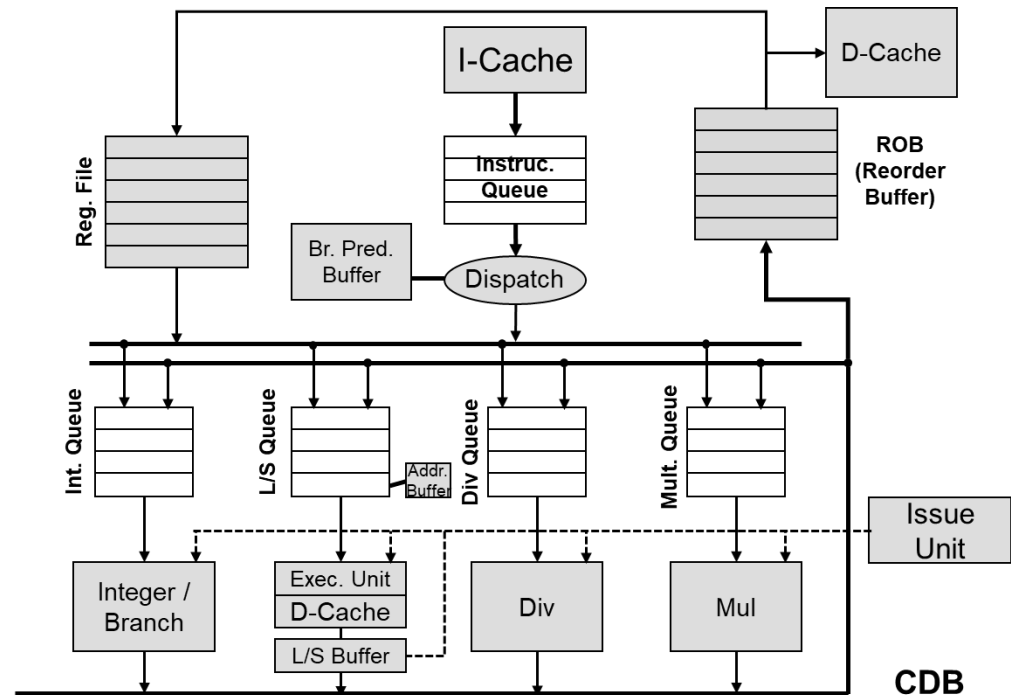 I-Cache
D-Cache
Reg. File
Instruc.
Queue
ROB
(Reorder
Buffer)
Br. Pred.
Buffer
Dispatch
Int. Queue
L/S Queue
Addr.
Buffer
Div Queue
Mult. Queue
Issue
Unit
Integer /
Branch
Exec. Unit
D-Cache
L/S Buffer
Div
Mul
CDB